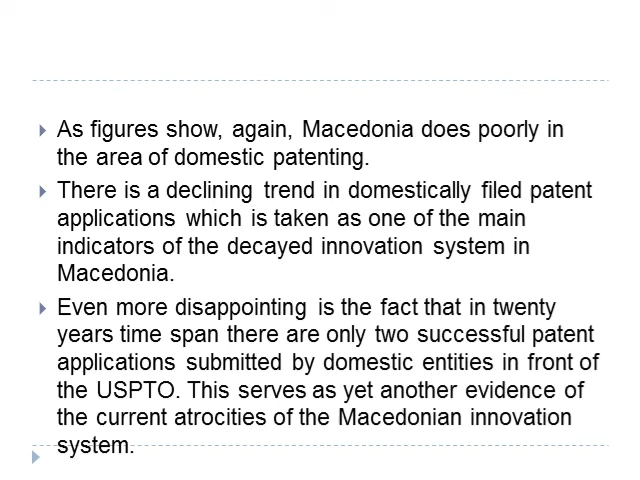 As figures show, again, Macedonia does poorly in
the area of domestic patenting.
There is a declining trend in domestically filed patent
applications which is taken as one of the main
indicators of the decayed innovation system in
Macedonia.
Even more disappointing is the fact that in twenty
years time span there are only two successful patent
applications submitted by domestic entities in front of
the USPTO. This serves as yet another evidence of
the current atrocities of the Macedonian innovation
system.